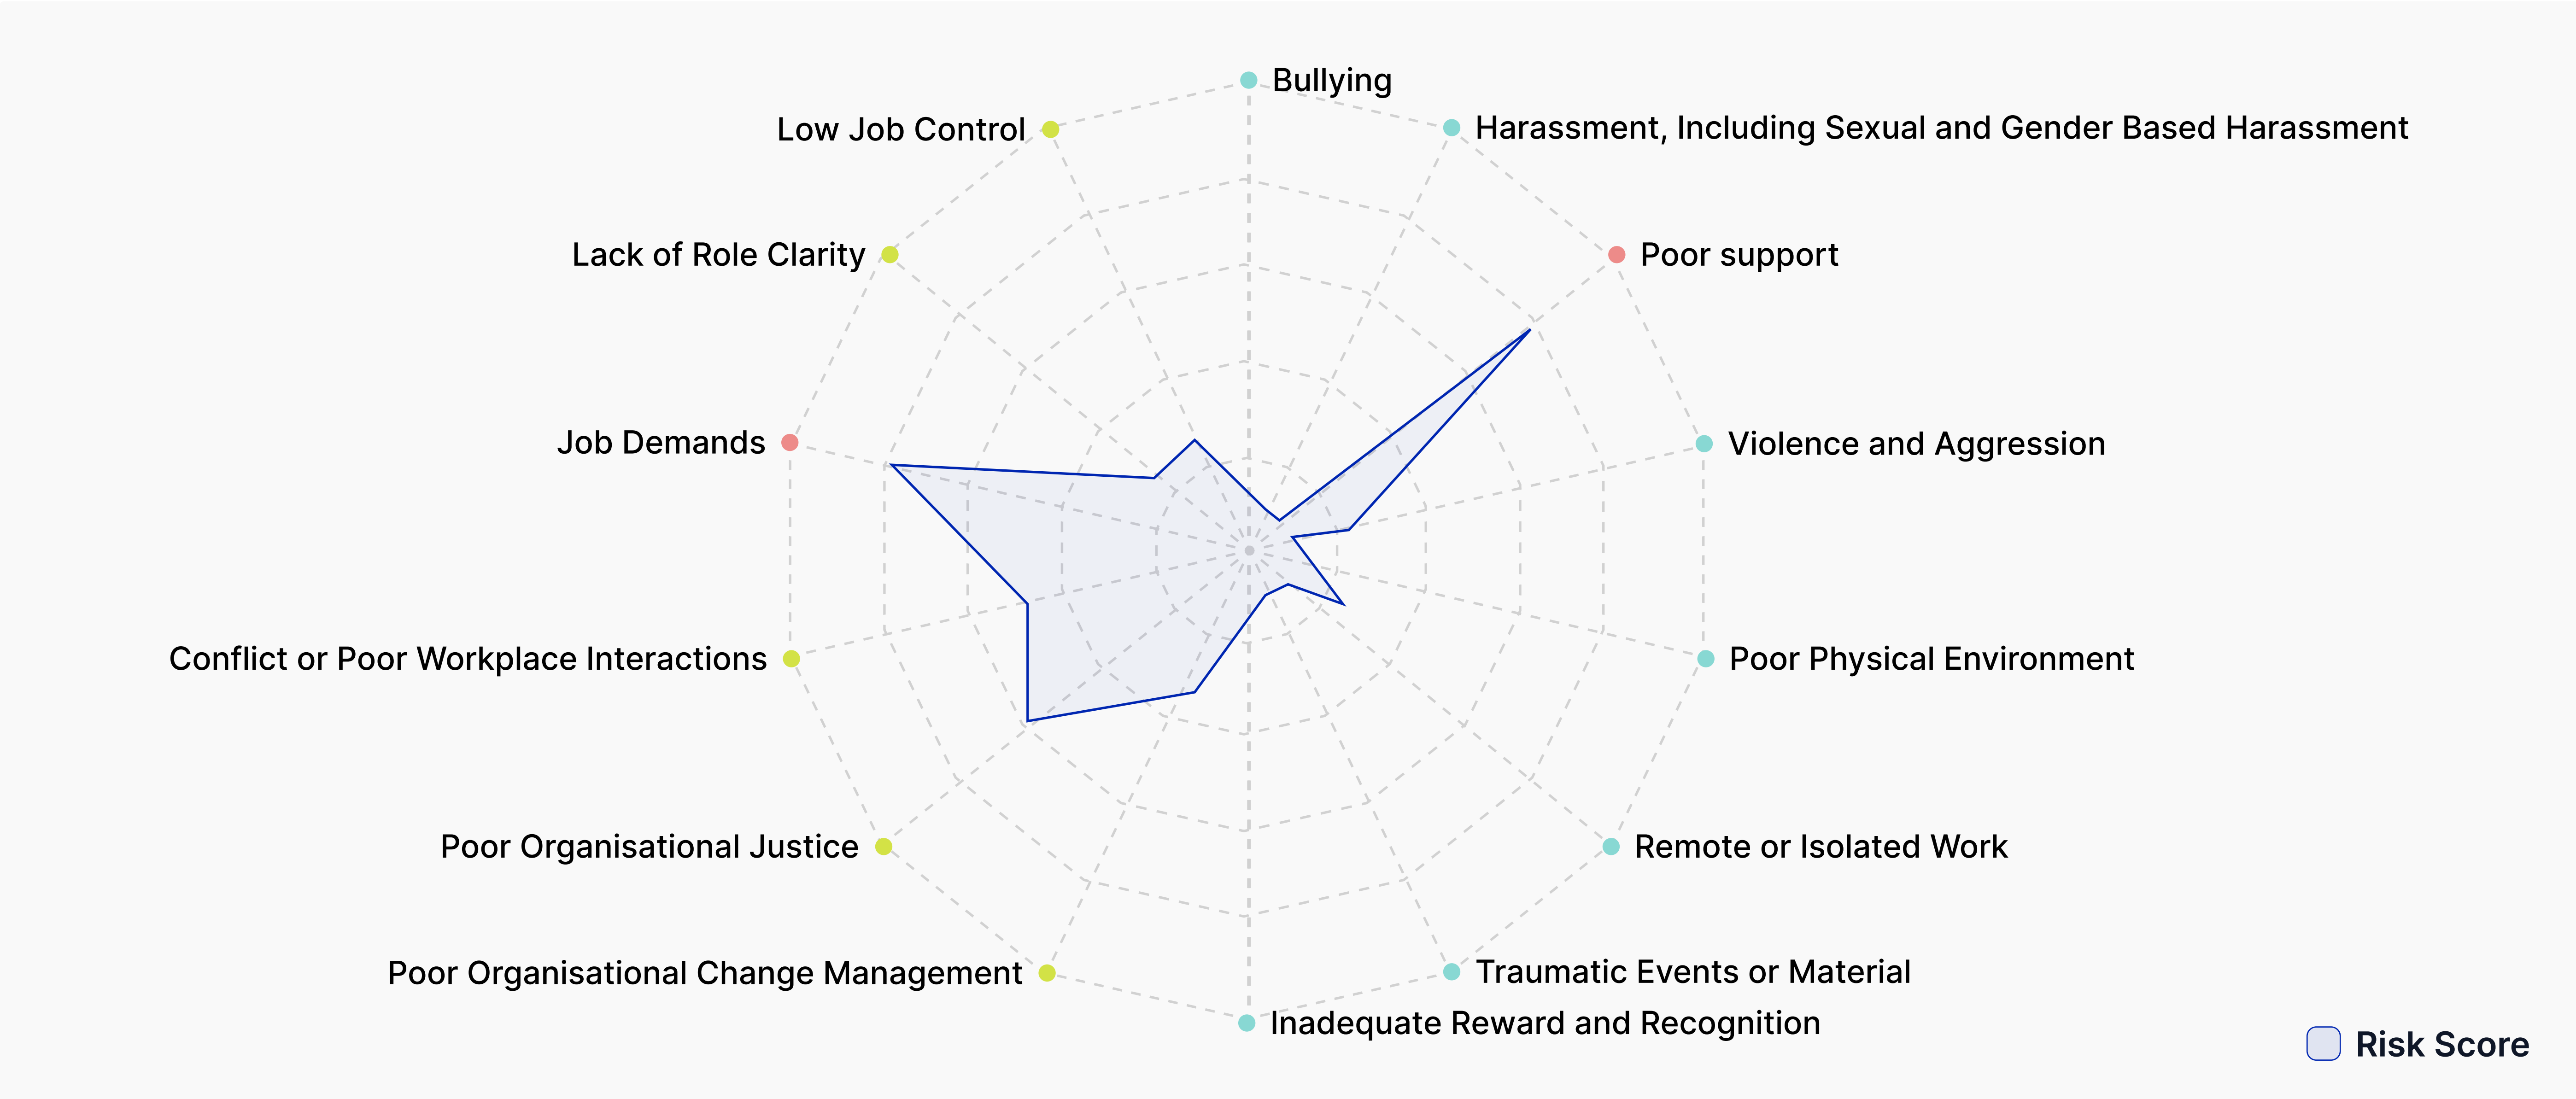 Bullying
Low Job Control
Harassment, Including Sexual and Gender Based Harassment
Lack of Role Clarity
Poor support
Job Demands
Violence and Aggression
Conflict or Poor Workplace Interactions
Poor Physical Environment
Poor Organisational Justice
Remote or Isolated Work
Poor Organisational Change Management
Traumatic Events or Material
Inadequate Reward and Recognition
Risk Score